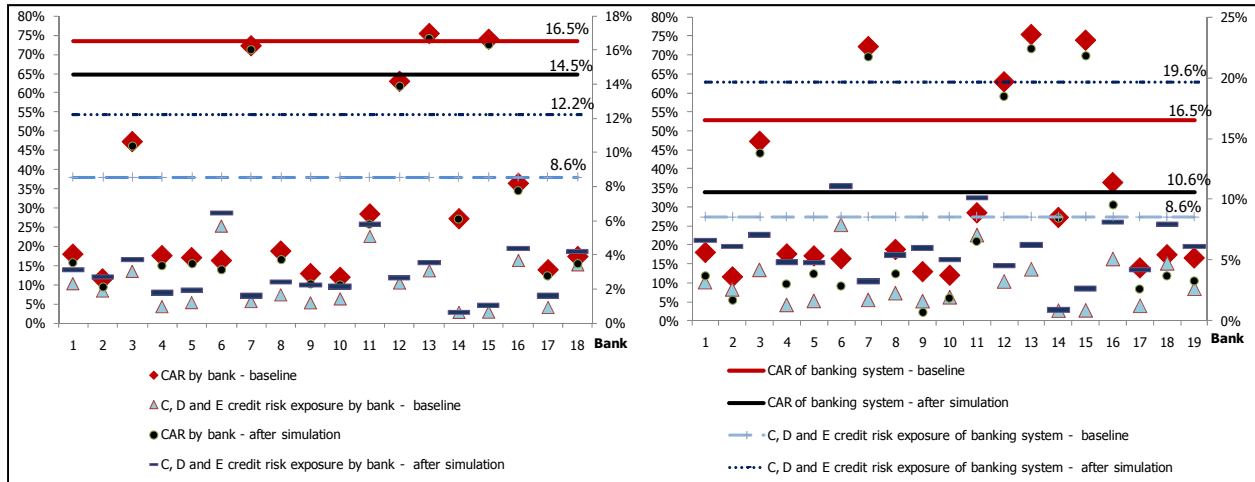 80% 18%
75% 16.5%
70% 16%
65% 14.5% 14%
60%
55% 12.2% 12%
50%
45% 10%
40% 8.6%
35% 8%
30%
25% 6%
20%
15% 4%
10% 2%
5%
0% 0%
1 2 3 4 5 6 7 8 9 10 11 12 13 14 15 16 17 18 Bank
80% 25%
75%
70%
65% 19.6% 20%
60%
55% 16.5%
50% 15%
45%
40%
35% 10.6%
30% 8.6% 10%
25%
20%
15% 5%
10%
5%
0% 0%
1 2 3 4 5 6 7 8 9 10 11 12 13 14 15 16 17 18 19 Bank
CAR by bank - baseline
C, D and E credit risk exposure by bank - baseline
CAR by bank - after simulation
C, D and E credit risk exposure by bank - after simulation
CAR of banking system - baseline
CAR of banking system - after simulation
C, D and E credit risk exposure of banking system - baseline
C, D and E credit risk exposure of banking system - after simulation